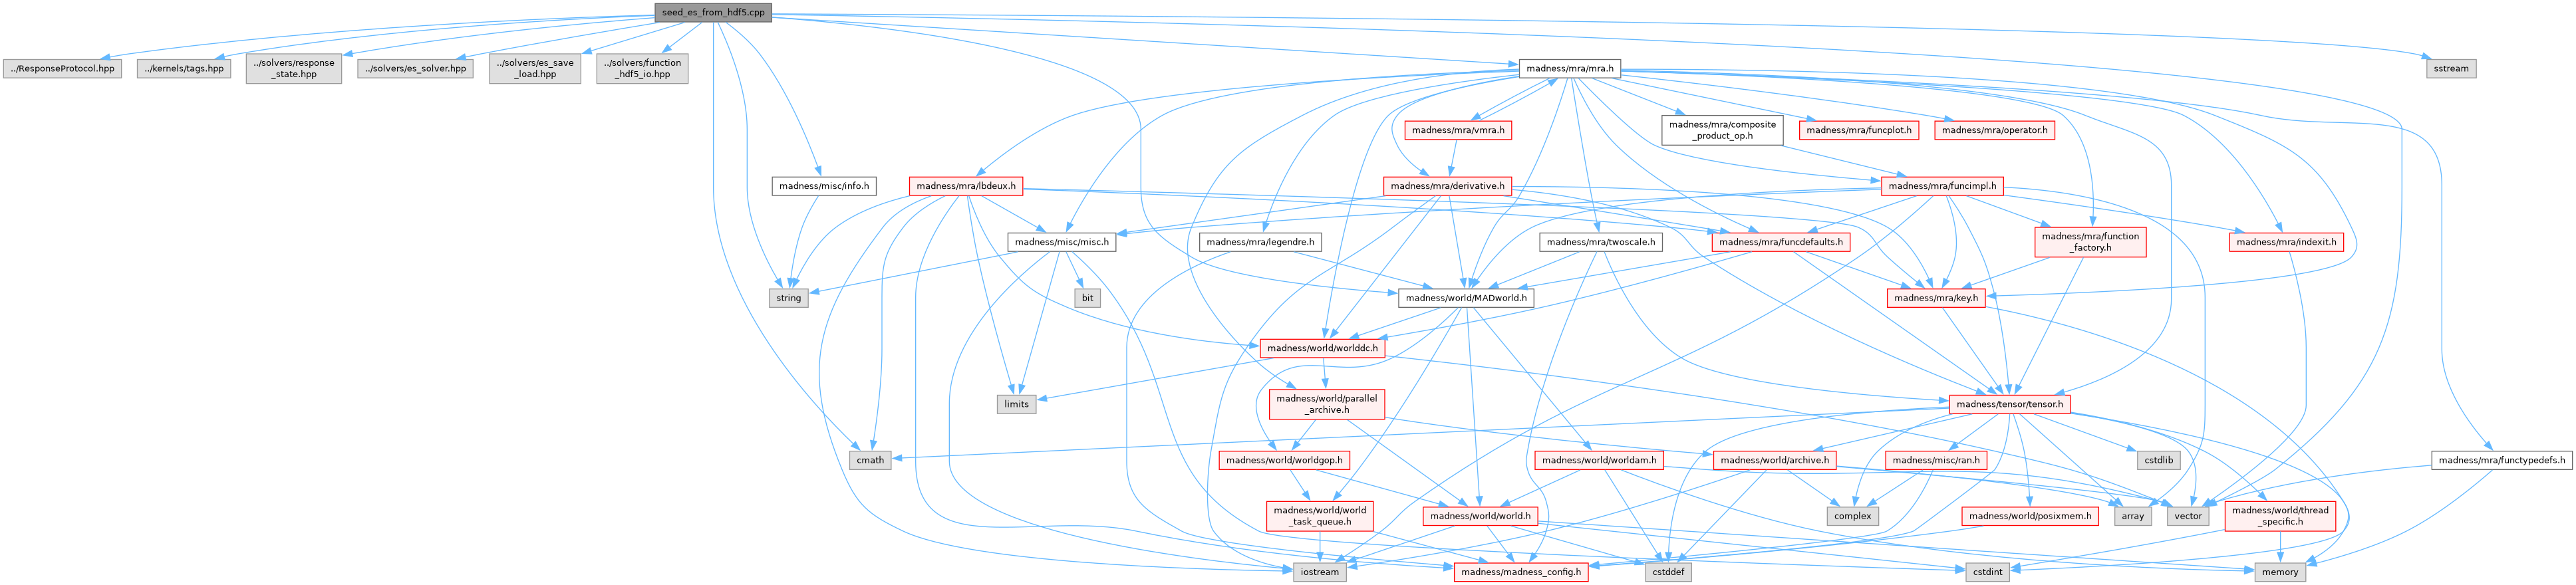 seed_es_from_hdf5.cpp
../ResponseProtocol.hpp
../kernels/tags.hpp
../solvers/response
_state.hpp
../solvers/es_solver.hpp
../solvers/es_save
_load.hpp
../solvers/function
_hdf5_io.hpp
madness/mra/mra.h
sstream
madness/mra/vmra.h
madness/mra/composite
_product_op.h
madness/mra/funcplot.h
madness/mra/operator.h
madness/misc/info.h
madness/mra/lbdeux.h
madness/mra/derivative.h
madness/mra/funcimpl.h
madness/misc/misc.h
madness/mra/legendre.h
madness/mra/twoscale.h
madness/mra/funcdefaults.h
madness/mra/function
_factory.h
madness/mra/indexit.h
string
bit
madness/world/MADworld.h
madness/mra/key.h
madness/world/worlddc.h
limits
madness/world/parallel
_archive.h
madness/tensor/tensor.h
cmath
madness/world/worldgop.h
madness/world/worldam.h
madness/world/archive.h
madness/misc/ran.h
cstdlib
madness/mra/functypedefs.h
madness/world/world
_task_queue.h
madness/world/world.h
complex
madness/world/posixmem.h
array
vector
madness/world/thread
_specific.h
iostream
madness/madness_config.h
cstddef
cstdint
memory